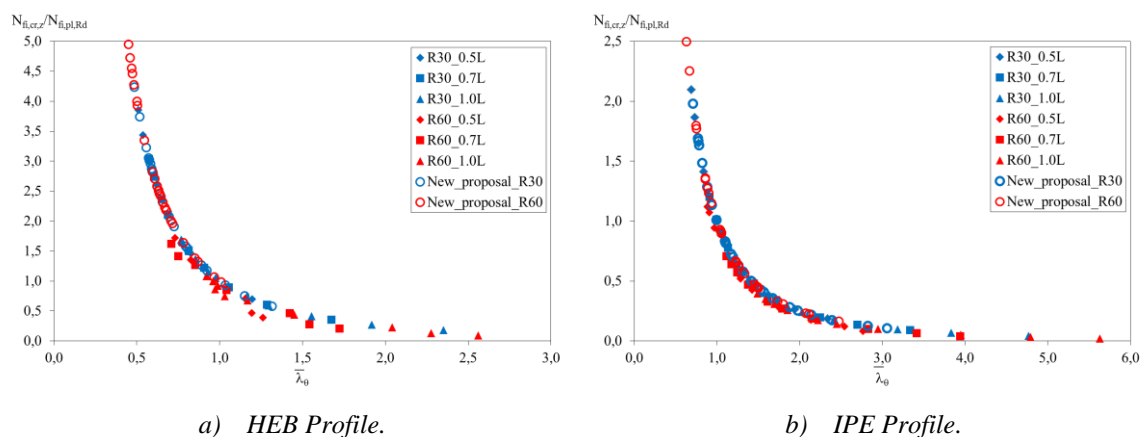 N_fi,cr,z/N_fi,pl,Rd
5,0
4,5
4,0
3,5
3,0
2,5
2,0
1,5
1,0
0,5
0,0
0,0 0,5 1,0 1,5 2,0 2,5 3,0
λ̅_θ
R30_0.5L
R30_0.7L
R30_1.0L
R60_0.5L
R60_0.7L
R60_1.0L
New_proposal_R30
New_proposal_R60
a) HEB Profile.
N_fi,cr,z/N_fi,pl,Rd
2,5
2,0
1,5
1,0
0,5
0,0
0,0 1,0 2,0 3,0 4,0 5,0 6,0
λ̅_θ
R30_0.5L
R30_0.7L
R30_1.0L
R60_0.5L
R60_0.7L
R60_1.0L
New_proposal_R30
New_proposal_R60
b) IPE Profile.